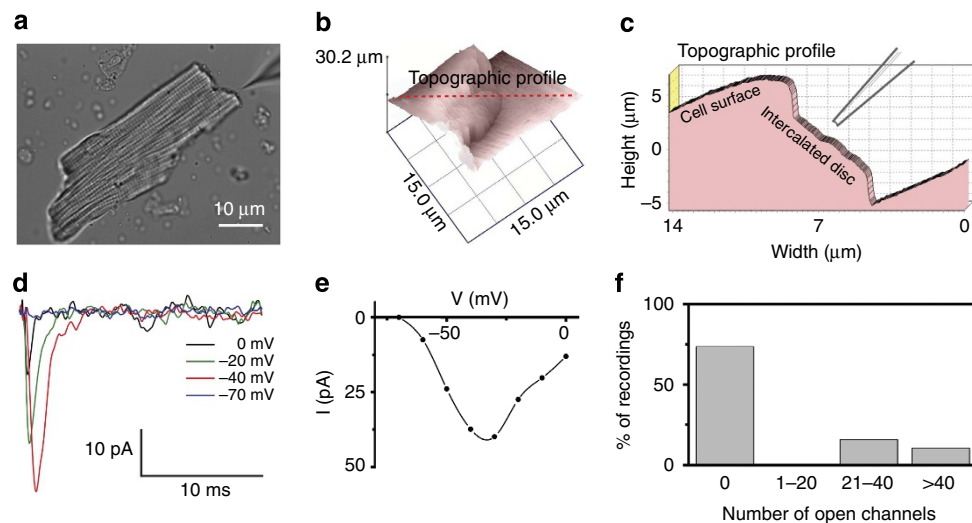 a
10 μm
b
30.2 μm
Topographic profile
15.0 μm
15.0 μm
c
Topographic profile
Cell surface
Intercalated disc
Height (μm)
5
0
−5
14
7
0
Width (μm)
d
0 mV
−20 mV
−40 mV
−70 mV
10 pA
10 ms
e
V (mV)
−50
0
0
25
50
I (pA)
f
100
50
0
% of recordings
0
1–20
21–40
>40
Number of open channels